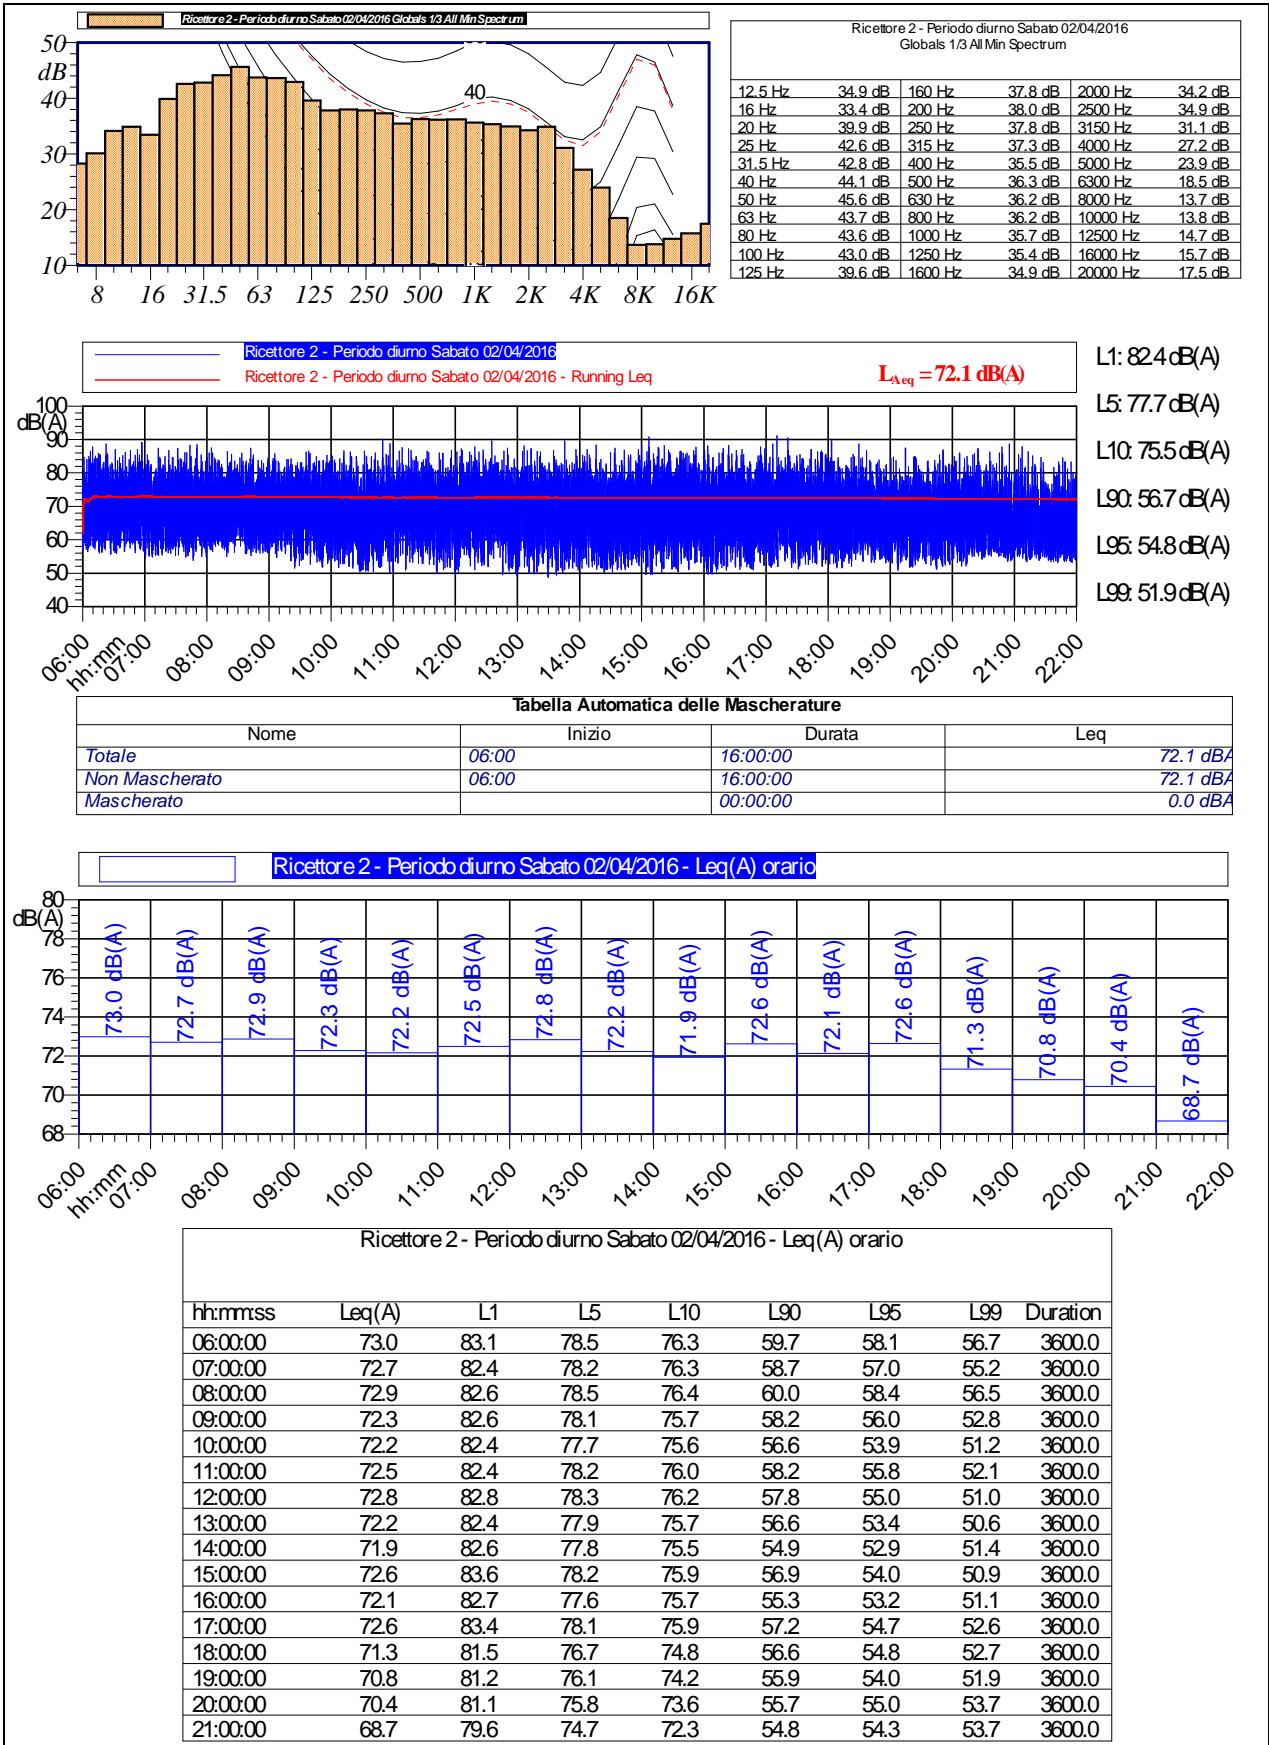 Ricettore 2 - Periodo diurno Sabato 02/04/2016 Globals 1/3 All Min Spectrum
50
dB
40
30
20
10
40
8 16 31.5 63 125 250 500 1K 2K 4K 8K 16K
Ricettore 2 - Periodo diurno Sabato 02/04/2016
Globals 1/3 All Min Spectrum
12.5 Hz 34.9 dB 160 Hz 37.8 dB 2000 Hz 34.2 dB
16 Hz 33.4 dB 200 Hz 38.0 dB 2500 Hz 34.9 dB
20 Hz 39.9 dB 250 Hz 37.8 dB 3150 Hz 31.1 dB
25 Hz 42.6 dB 315 Hz 37.3 dB 4000 Hz 27.2 dB
31.5 Hz 42.8 dB 400 Hz 35.5 dB 5000 Hz 23.9 dB
40 Hz 44.1 dB 500 Hz 36.3 dB 6300 Hz 18.5 dB
50 Hz 45.6 dB 630 Hz 36.2 dB 8000 Hz 13.7 dB
63 Hz 43.7 dB 800 Hz 36.2 dB 10000 Hz 13.8 dB
80 Hz 43.6 dB 1000 Hz 35.7 dB 12500 Hz 14.7 dB
100 Hz 43.0 dB 1250 Hz 35.4 dB 16000 Hz 15.7 dB
125 Hz 39.6 dB 1600 Hz 34.9 dB 20000 Hz 17.5 dB
Ricettore 2 - Periodo diurno Sabato 02/04/2016
Ricettore 2 - Periodo diurno Sabato 02/04/2016 - Running Leq
LAeq = 72.1 dB(A)
L1: 82.4 dB(A)
L5: 77.7 dB(A)
L10: 75.5 dB(A)
L90: 56.7 dB(A)
L95: 54.8 dB(A)
L99: 51.9 dB(A)
100
dB(A)
90
80
70
60
50
40
06:00 hh:mm 07:00 08:00 09:00 10:00 11:00 12:00 13:00 14:00 15:00 16:00 17:00 18:00 19:00 20:00 21:00 22:00
Tabella Automatica delle Mascherature
Nome Inizio Durata Leq
Totale 06:00 16:00:00 72.1 dBA
Non Mascherato 06:00 16:00:00 72.1 dBA
Mascherato 00:00:00 0.0 dBA
Ricettore 2 - Periodo diurno Sabato 02/04/2016 - Leq(A) orario
80
dB(A)
78
76
74
72
70
68
73.0 dB(A)
72.7 dB(A)
72.9 dB(A)
72.3 dB(A)
72.2 dB(A)
72.5 dB(A)
72.8 dB(A)
72.2 dB(A)
71.9 dB(A)
72.6 dB(A)
72.1 dB(A)
72.6 dB(A)
71.3 dB(A)
70.8 dB(A)
70.4 dB(A)
68.7 dB(A)
06:00 hh:mm 07:00 08:00 09:00 10:00 11:00 12:00 13:00 14:00 15:00 16:00 17:00 18:00 19:00 20:00 21:00 22:00
Ricettore 2 - Periodo diurno Sabato 02/04/2016 - Leq(A) orario
hh:mm:ss Leq(A) L1 L5 L10 L90 L95 L99 Duration
06:00:00 73.0 83.1 78.5 76.3 59.7 58.1 56.7 3600.0
07:00:00 72.7 82.4 78.2 76.3 58.7 57.0 55.2 3600.0
08:00:00 72.9 82.6 78.5 76.4 60.0 58.4 56.5 3600.0
09:00:00 72.3 82.6 78.1 75.7 58.2 56.0 52.8 3600.0
10:00:00 72.2 82.4 77.7 75.6 56.6 53.9 51.2 3600.0
11:00:00 72.5 82.4 78.2 76.0 58.2 55.8 52.1 3600.0
12:00:00 72.8 82.8 78.3 76.2 57.8 55.0 51.0 3600.0
13:00:00 72.2 82.4 77.9 75.7 56.6 53.4 50.6 3600.0
14:00:00 71.9 82.6 77.8 75.5 54.9 52.9 51.4 3600.0
15:00:00 72.6 83.6 78.2 75.9 56.9 54.0 50.9 3600.0
16:00:00 72.1 82.7 77.6 75.7 55.3 53.2 51.1 3600.0
17:00:00 72.6 83.4 78.1 75.9 57.2 54.7 52.6 3600.0
18:00:00 71.3 81.5 76.7 74.8 56.6 54.8 52.7 3600.0
19:00:00 70.8 81.2 76.1 74.2 55.9 54.0 51.9 3600.0
20:00:00 70.4 81.1 75.8 73.6 55.7 55.0 53.7 3600.0
21:00:00 68.7 79.6 74.7 72.3 54.8 54.3 53.7 3600.0